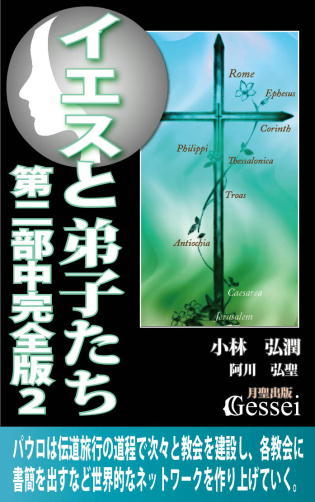 イエスと弟子たち
第二部中完全版2
Rome
Ephesus
Corinth
Philippi
Thessalonica
Troas
Antiochia
Caesarea
Jerusalem
小林 弘潤
阿川 弘聖
月聖出版
Gessei
パウロは伝道旅行の道程で次々と教会を建設し、各教会に
書簡を出すなど世界的なネットワークを作り上げていく。